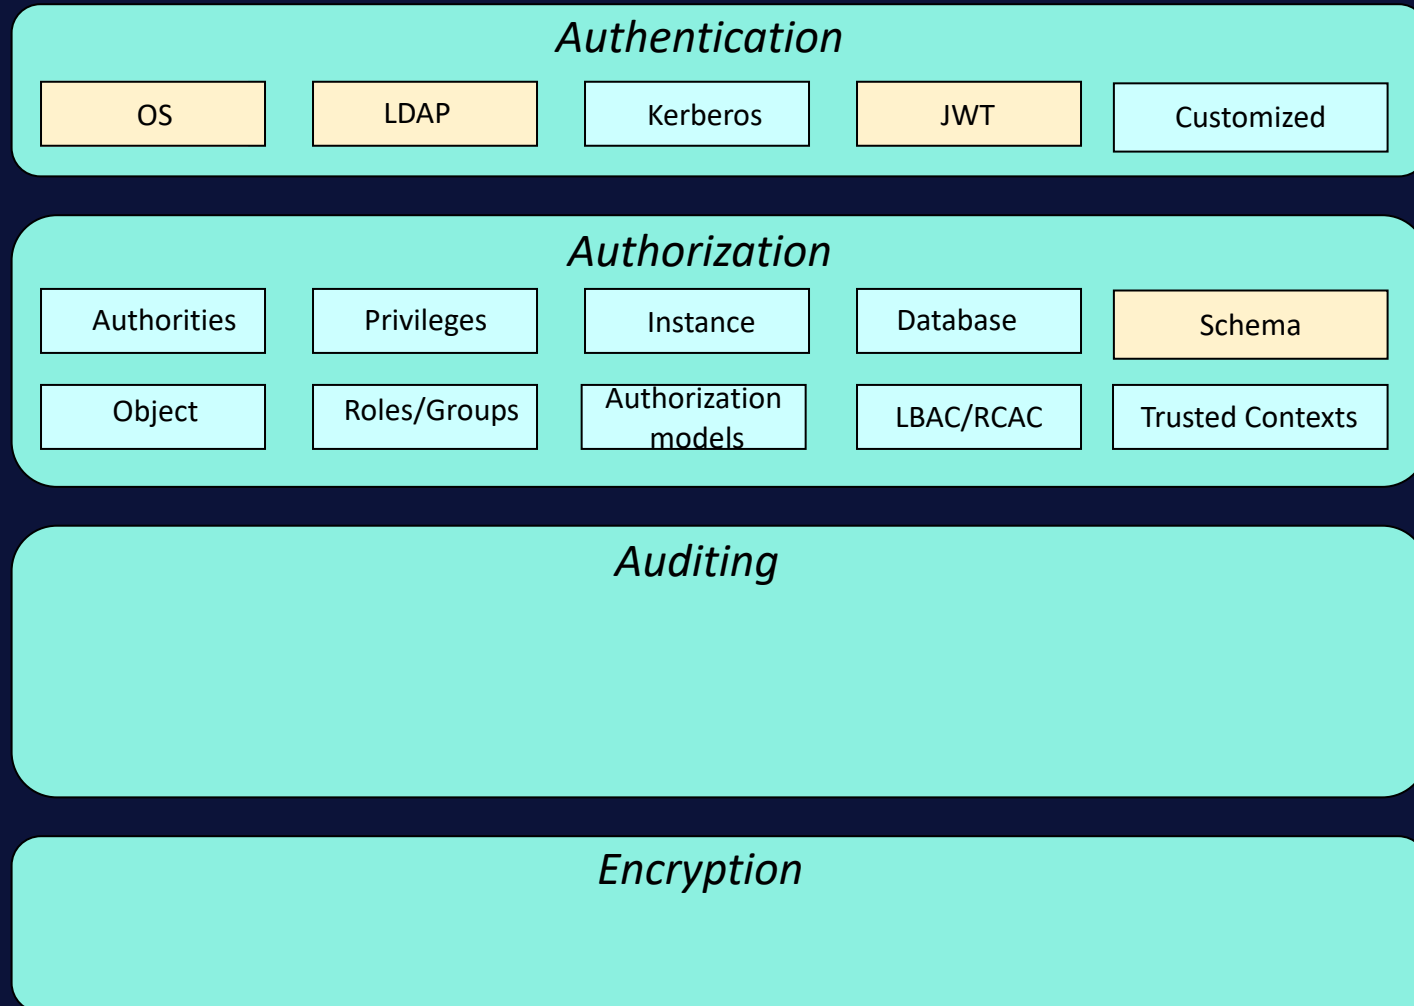 Authentication
OS
LDAP
Kerberos
JWT
Customized
Authorization
Authorities
Privileges
Instance
Database
Schema
Object
Roles/Groups
Authorization
models
LBAC/RCAC
Trusted Contexts
Auditing
Encryption